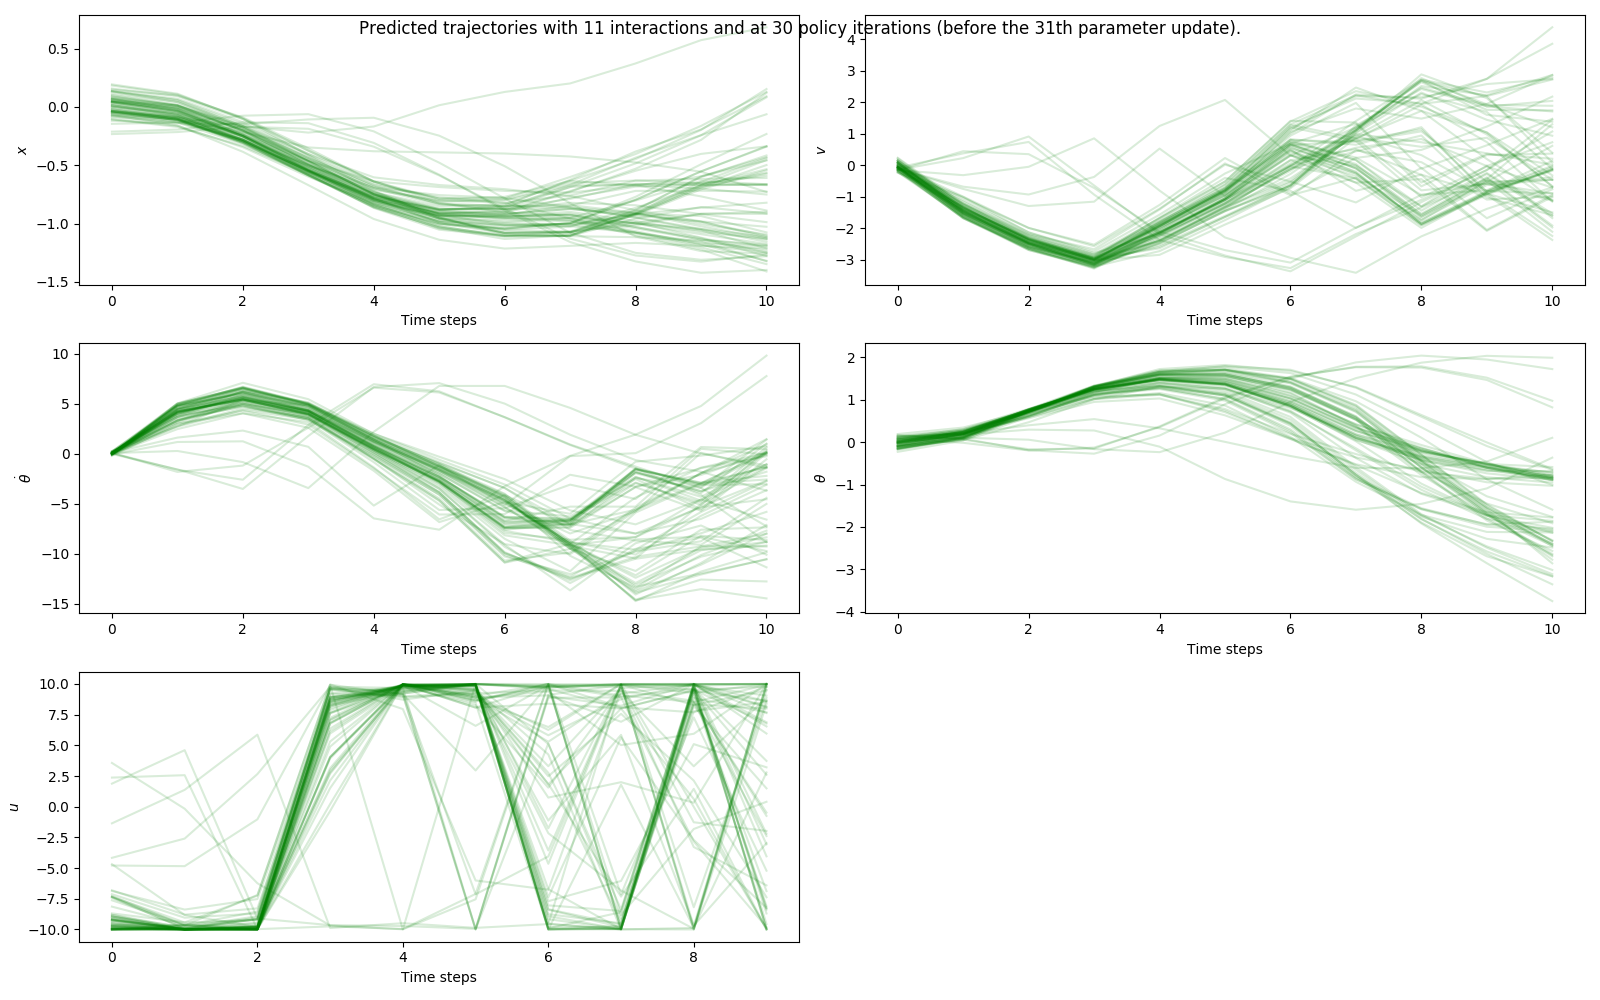 Predicted trajectories with 11 interactions and at 30 policy iterations (before the 31th parameter update).
0.5
0.0
−0.5
−1.0
−1.5
x
0 2 4 6 8 10
Time steps
4
3
2
1
0
−1
−2
−3
v
0 2 4 6 8 10
Time steps
10
5
0
−5
−10
−15
θ̇
0 2 4 6 8 10
Time steps
2
1
0
−1
−2
−3
−4
θ
0 2 4 6 8 10
Time steps
10.0
7.5
5.0
2.5
0.0
−2.5
−5.0
−7.5
−10.0
u
0 2 4 6 8
Time steps